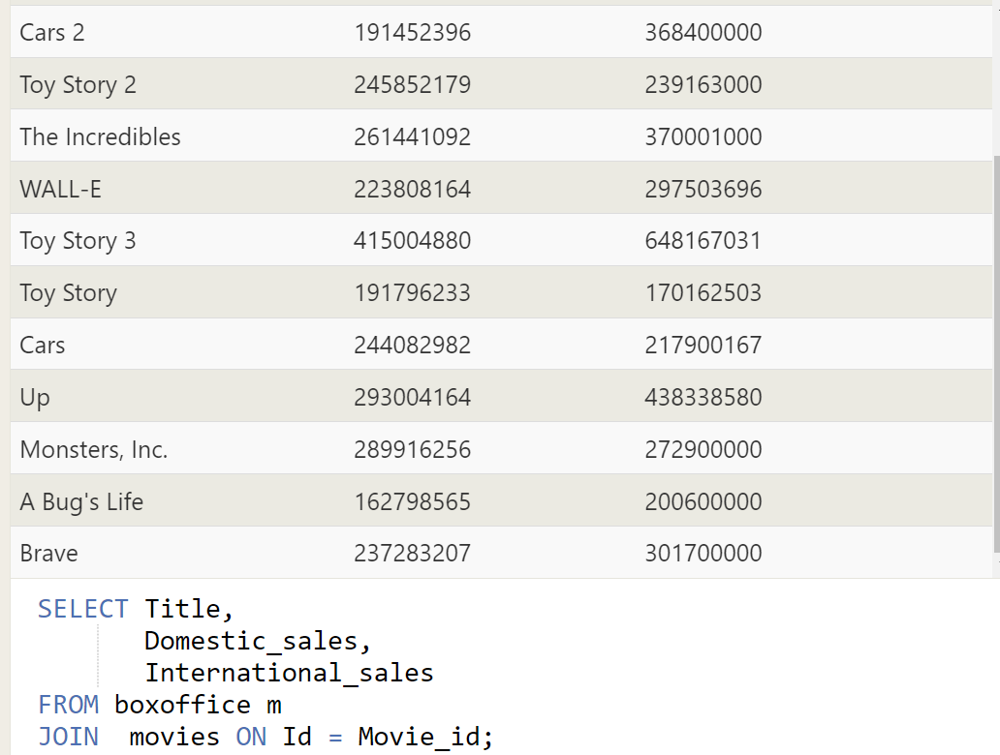 Cars 2 191452396 368400000
Toy Story 2 245852179 239163000
The Incredibles 261441092 370001000
WALL-E 223808164 297503696
Toy Story 3 415004880 648167031
Toy Story 191796233 170162503
Cars 244082982 217900167
Up 293004164 438338580
Monsters, Inc. 289916256 272900000
A Bug's Life 162798565 200600000
Brave 237283207 301700000
SELECT Title,
Domestic_sales,
International_sales
FROM boxoffice m
JOIN  movies ON Id = Movie_id;